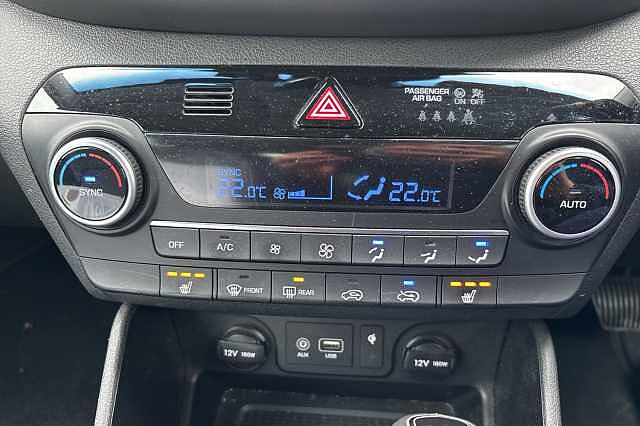 PASSENGER
AIR BAG ON OFF
SYNC
22.0°C 22.0°C
SYNC
AUTO
OFF A/C
FRONT REAR
12V 180W AUX USB 12V 180W